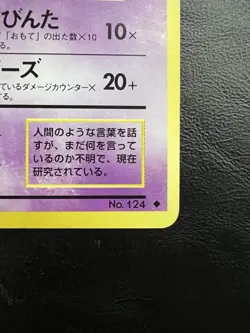 びんた
「おもて」の出た数×10 10×
ーズ
ているダメージカウンター× 20+
人間のような言葉を話
すが、まだ何を言って
いるのか不明で、現在
研究されている。
No. 124 ◆